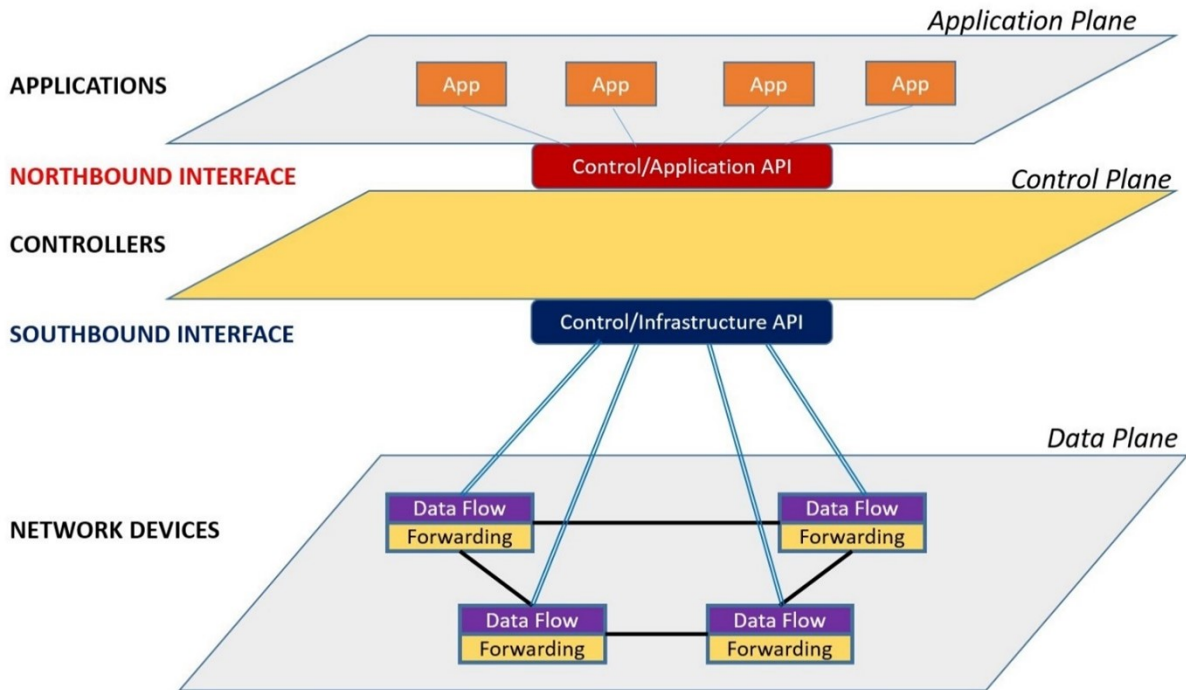 Application Plane
APPLICATIONS
App App App App
NORTHBOUND INTERFACE
Control/Application API
Control Plane
CONTROLLERS
SOUTHBOUND INTERFACE
Control/Infrastructure API
Data Plane
NETWORK DEVICES
Data Flow
Forwarding
Data Flow
Forwarding
Data Flow
Forwarding
Data Flow
Forwarding